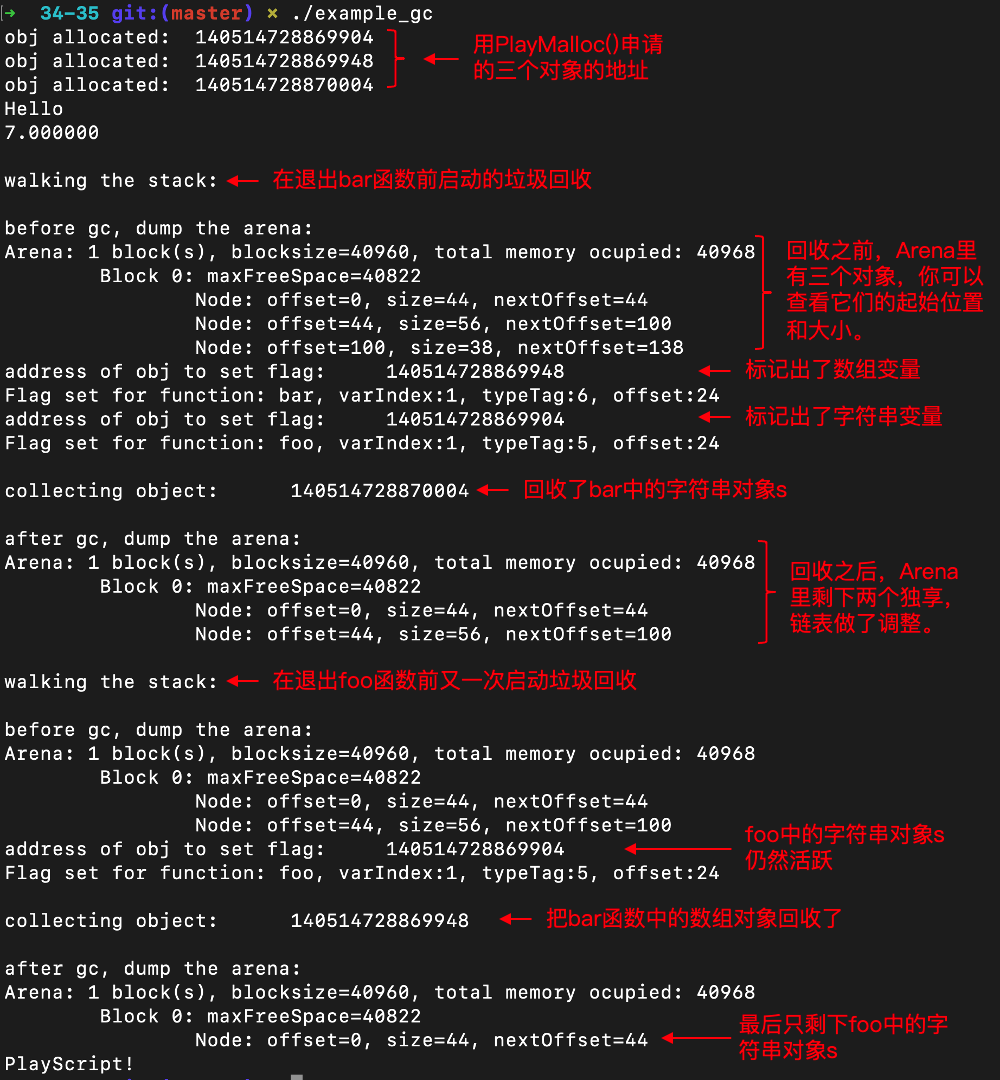 ➜  34-35 git:(master) × ./example_gc
obj allocated:  140514728869904
obj allocated:  140514728869948
obj allocated:  140514728870004
用PlayMalloc()申请
的三个对象的地址
Hello
7.000000
walking the stack:
在退出bar函数前启动的垃圾回收
before gc, dump the arena:
Arena: 1 block(s), blocksize=40960, total memory ocupied: 40968
Block 0: maxFreeSpace=40822
Node: offset=0, size=44, nextOffset=44
Node: offset=44, size=56, nextOffset=100
Node: offset=100, size=38, nextOffset=138
回收之前，Arena里
有三个对象，你可以
查看它们的起始位置
和大小。
address of obj to set flag:     140514728869948
标记出了数组变量
Flag set for function: bar, varIndex:1, typeTag:6, offset:24
address of obj to set flag:     140514728869904
标记出了字符串变量
Flag set for function: foo, varIndex:1, typeTag:5, offset:24
collecting object:      140514728870004
回收了bar中的字符串对象s
after gc, dump the arena:
Arena: 1 block(s), blocksize=40960, total memory ocupied: 40968
Block 0: maxFreeSpace=40822
Node: offset=0, size=44, nextOffset=44
Node: offset=44, size=56, nextOffset=100
回收之后，Arena
里剩下两个独享，
链表做了调整。
walking the stack:
在退出foo函数前又一次启动垃圾回收
before gc, dump the arena:
Arena: 1 block(s), blocksize=40960, total memory ocupied: 40968
Block 0: maxFreeSpace=40822
Node: offset=0, size=44, nextOffset=44
Node: offset=44, size=56, nextOffset=100
address of obj to set flag:     140514728869904
foo中的字符串对象s
仍然活跃
Flag set for function: foo, varIndex:1, typeTag:5, offset:24
collecting object:      140514728869948
把bar函数中的数组对象回收了
after gc, dump the arena:
Arena: 1 block(s), blocksize=40960, total memory ocupied: 40968
Block 0: maxFreeSpace=40822
Node: offset=0, size=44, nextOffset=44
最后只剩下foo中的字
符串对象s
PlayScript!